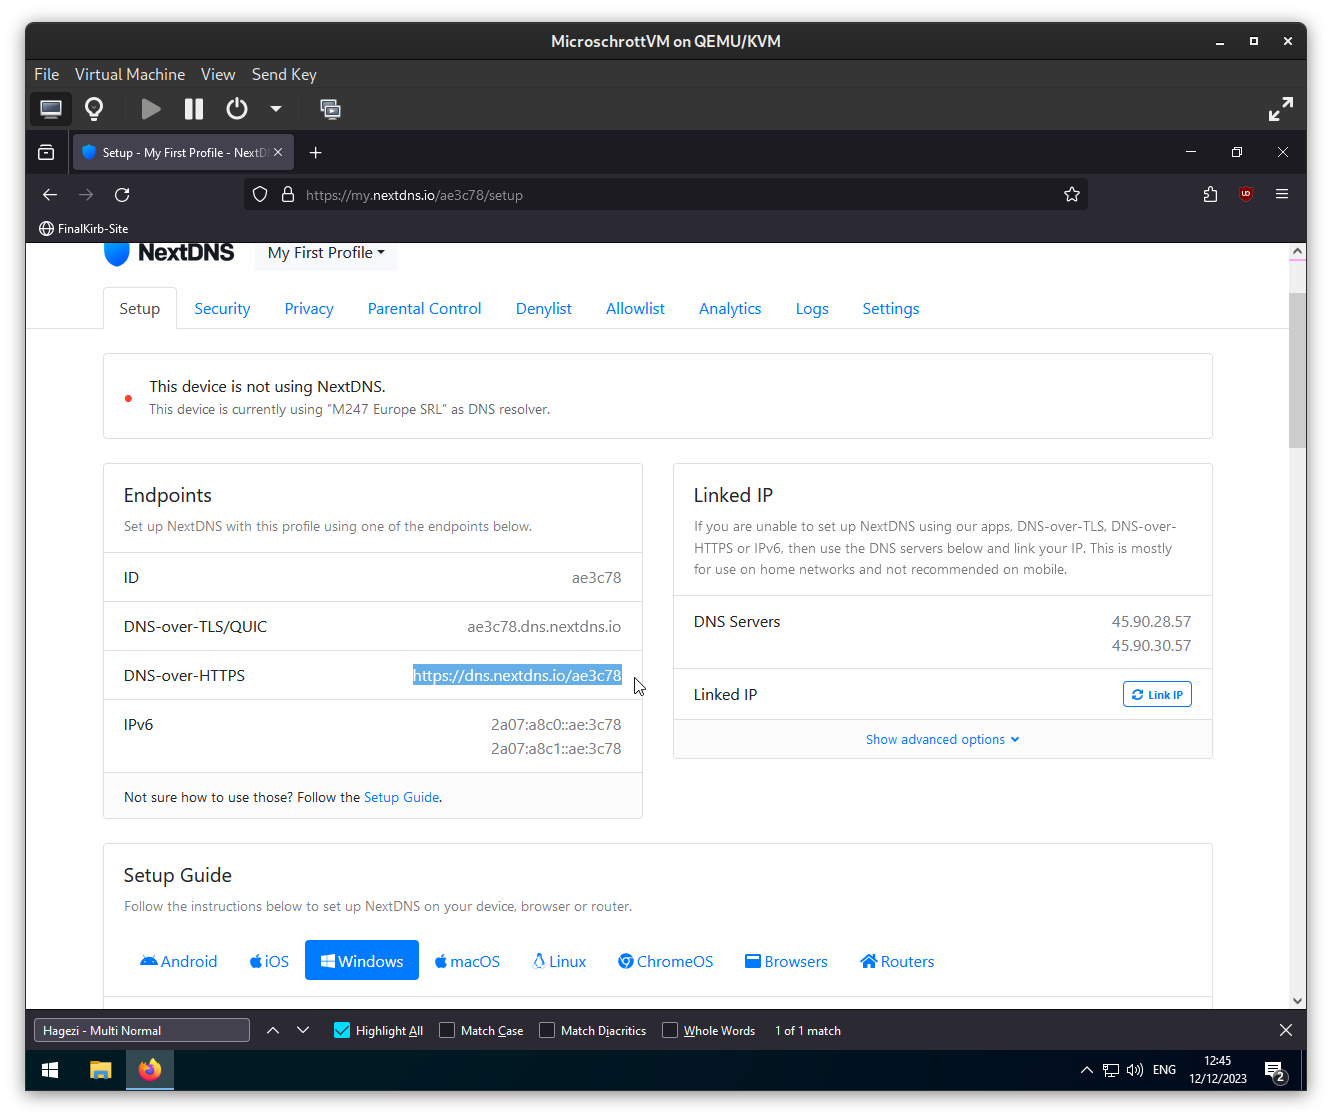 MicroschrottVM on QEMU/KVM
File Virtual Machine View Send Key
Setup - My First Profile - NextD
https://my.nextdns.io/ae3c78/setup
FinalKirb-Site
NextDNS My First Profile
Setup Security Privacy Parental Control Denylist Allowlist Analytics Logs Settings
This device is not using NextDNS.
This device is currently using "M247 Europe SRL" as DNS resolver.
Endpoints
Set up NextDNS with this profile using one of the endpoints below.
ID ae3c78
DNS-over-TLS/QUIC ae3c78.dns.nextdns.io
DNS-over-HTTPS https://dns.nextdns.io/ae3c78
IPv6 2a07:a8c0::ae:3c78
2a07:a8c1::ae:3c78
Not sure how to use those? Follow the Setup Guide.
Linked IP
If you are unable to set up NextDNS using our apps, DNS-over-TLS, DNS-over-
HTTPS or IPv6, then use the DNS servers below and link your IP. This is mostly
for use on home networks and not recommended on mobile.
DNS Servers 45.90.28.57
45.90.30.57
Linked IP Link IP
Show advanced options
Setup Guide
Follow the instructions below to set up NextDNS on your device, browser or router.
Android iOS Windows macOS Linux ChromeOS Browsers Routers
Hagezi - Multi Normal Highlight All Match Case Match Diacritics Whole Words 1 of 1 match
ENG 12:45
12/12/2023 2